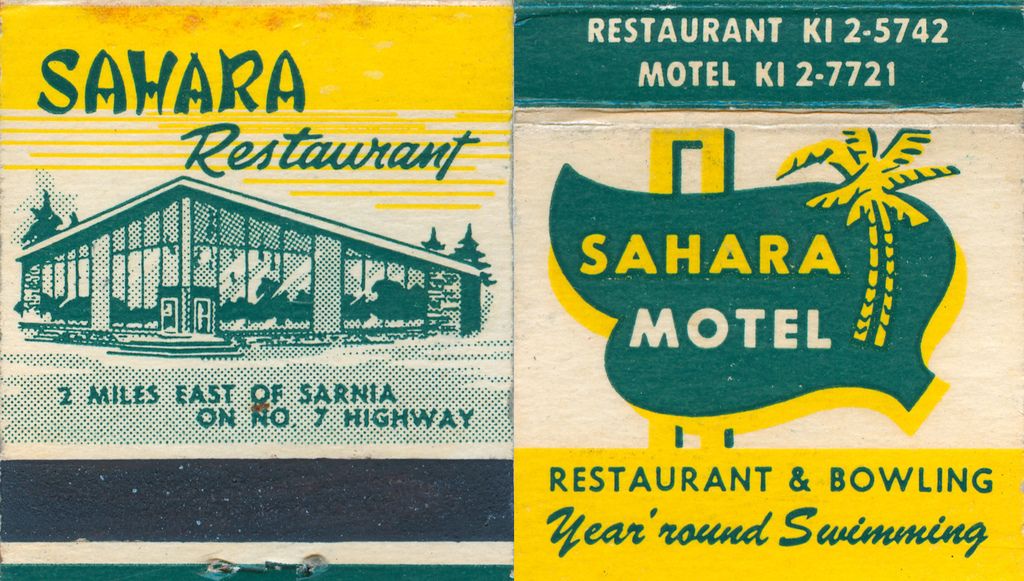 SAHARA
Restaurant
2 MILES EAST OF SARNIA
ON NO 7 HIGHWAY
RESTAURANT KI 2-5742
MOTEL KI 2-7721
SAHARA
MOTEL
RESTAURANT & BOWLING
Year 'round Swimming